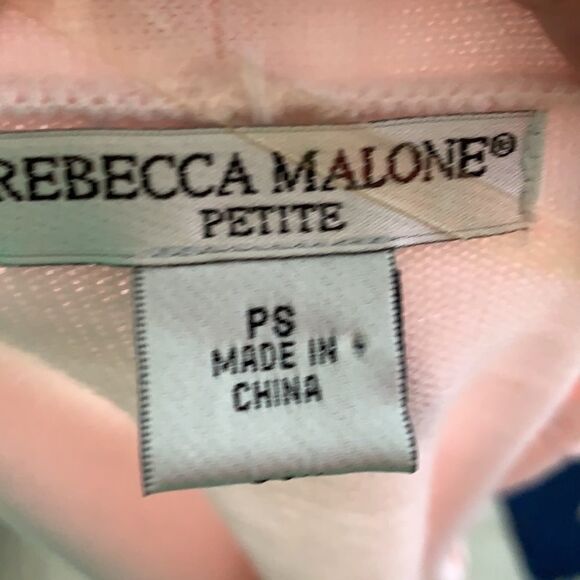 REBECCA MALONE®
PETITE
PS
MADE IN
CHINA